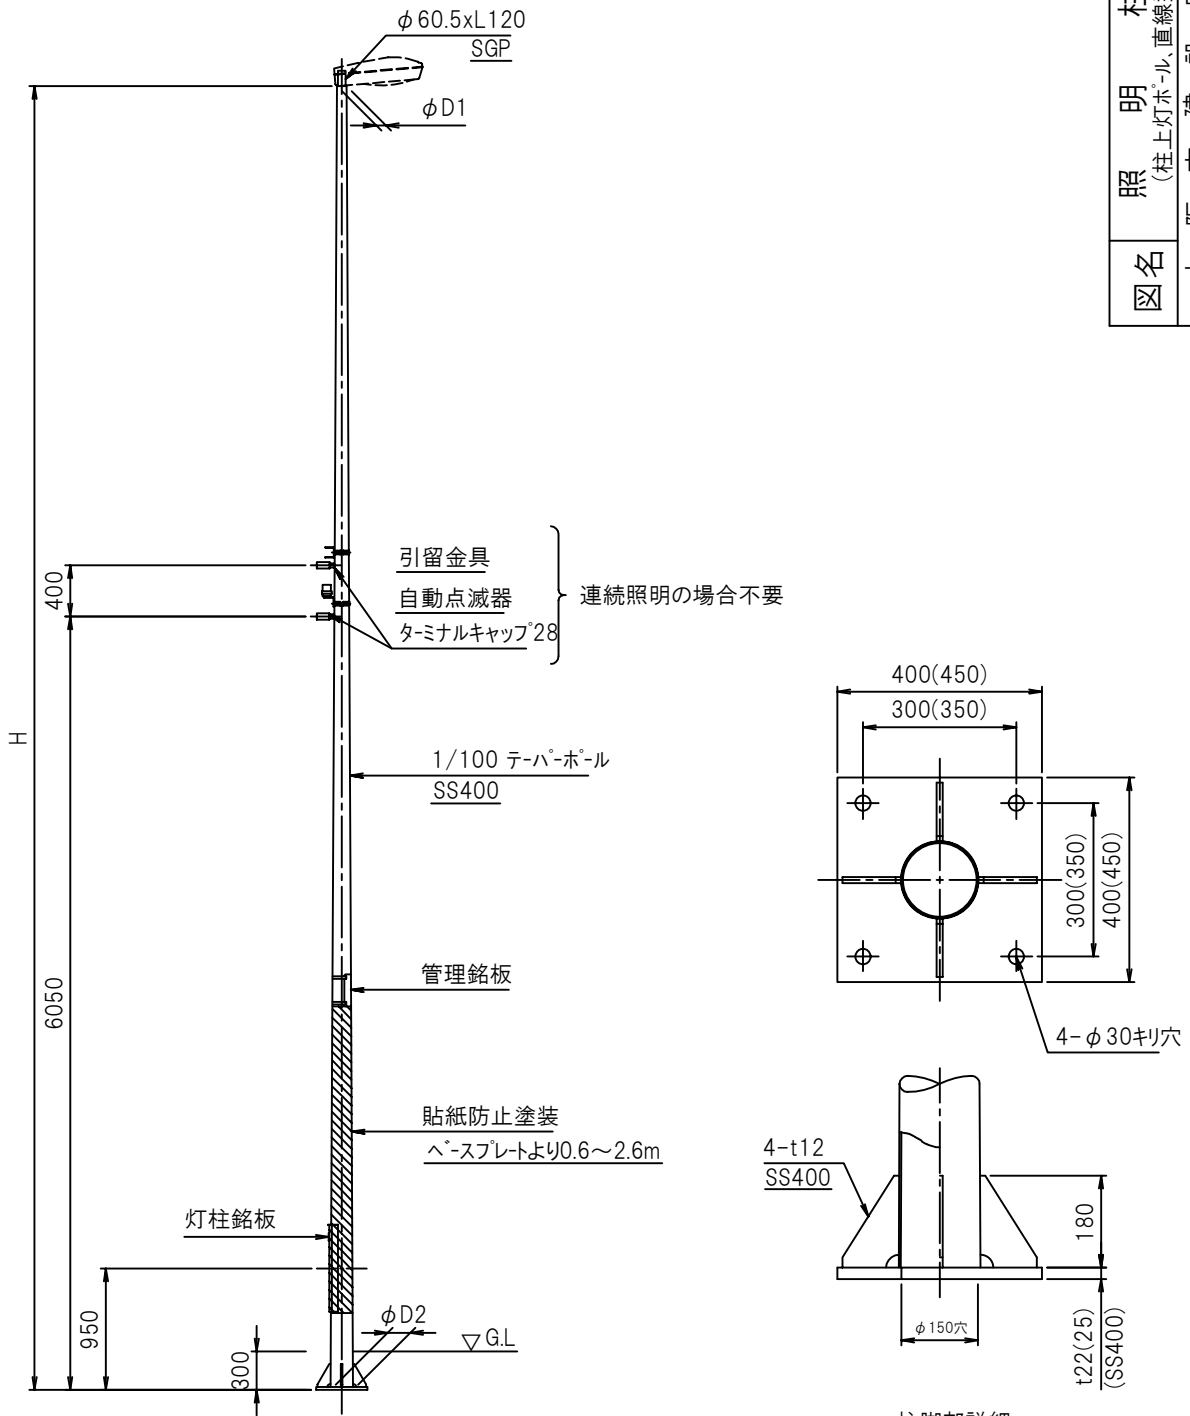 φ60.5xL120
SGP
φD1
引留金具
自動点滅器
ターミナルキャップ28
連続照明の場合不要
400
H
1/100 テーパーポール
SS400
6050
管理銘板
貼紙防止塗装
ベースプレートより0.6～2.6m
灯柱銘板
950
300
φD2
▽G.L
図名
照明柱
(柱上灯ポール、直線
400(450)
300(350)
300(350)
400(450)
4-φ30キリ穴
4-t12
SS400
180
φ150穴
t22(25)
(SS400)